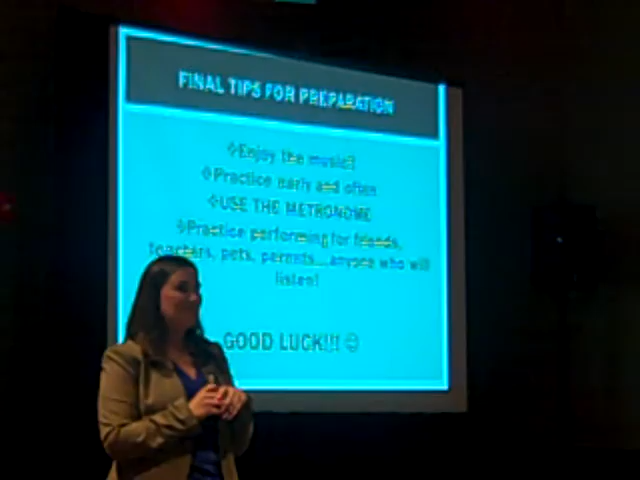 FINAL TIPS FOR PREPARATION
❖Enjoy the music!
❖Practice early and often
❖USE THE METRONOME
❖Practice performing for friends,
teachers, pets, parents...anyone who will
listen!
GOOD LUCK!!! ☺